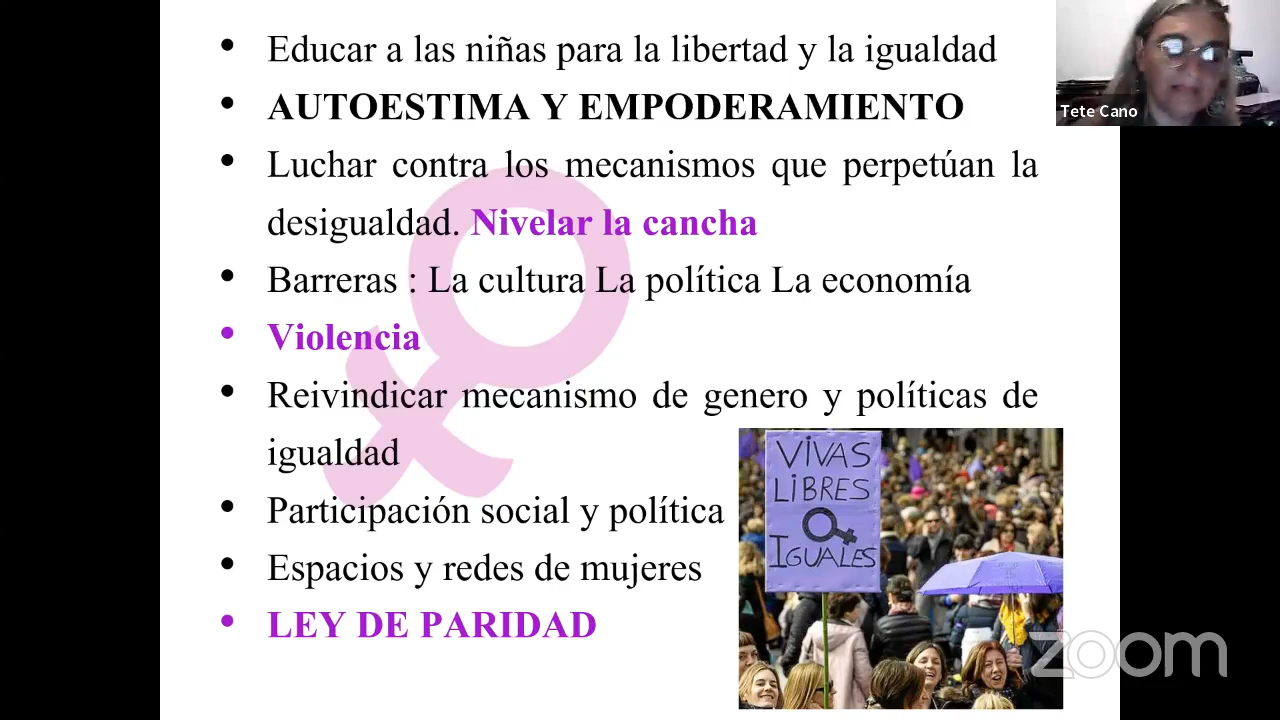 • Educar a las niñas para la libertad y la igualdad
• AUTOESTIMA Y EMPODERAMIENTO
• Luchar contra los mecanismos que perpetúan la
desigualdad. Nivelar la cancha
• Barreras : La cultura La política La economía
• Violencia
• Reivindicar mecanismo de genero y políticas de
igualdad
• Participación social y política
• Espacios y redes de mujeres
• LEY DE PARIDAD
VIVAS
LIBRES
IGUALES
Tete Cano
zoom